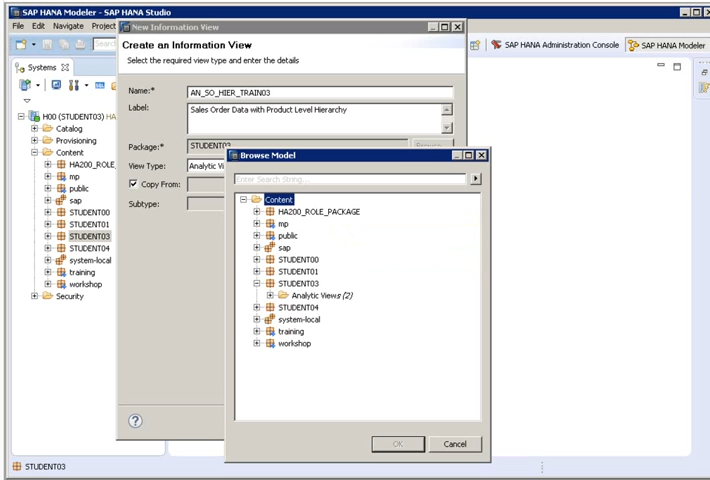 SAP HANA Modeler - SAP HANA Studio
File Edit Navigate Project
New Information View
Create an Information View
Select the required view type and enter the details
SAP HANA Administration Console
SAP HANA Modeler
Systems
Name:*
AN_SO_HIER_TRAIN03
Label:
Sales Order Data with Product Level Hierarchy
Package:*
STUDENT03
Browse...
View Type:
Analytic Vi
Copy From:
Subtype:
H00 (STUDENT03) HA
Catalog
Provisioning
Content
HA200_ROLE
mp
public
sap
STUDENT00
STUDENT01
STUDENT03
STUDENT04
system-local
training
workshop
Security
Browse Model
Enter Search String...
Content
HA200_ROLE_PACKAGE
mp
public
sap
STUDENT00
STUDENT01
STUDENT03
Analytic Views (2)
STUDENT04
system-local
training
workshop
OK
Cancel
STUDENT03